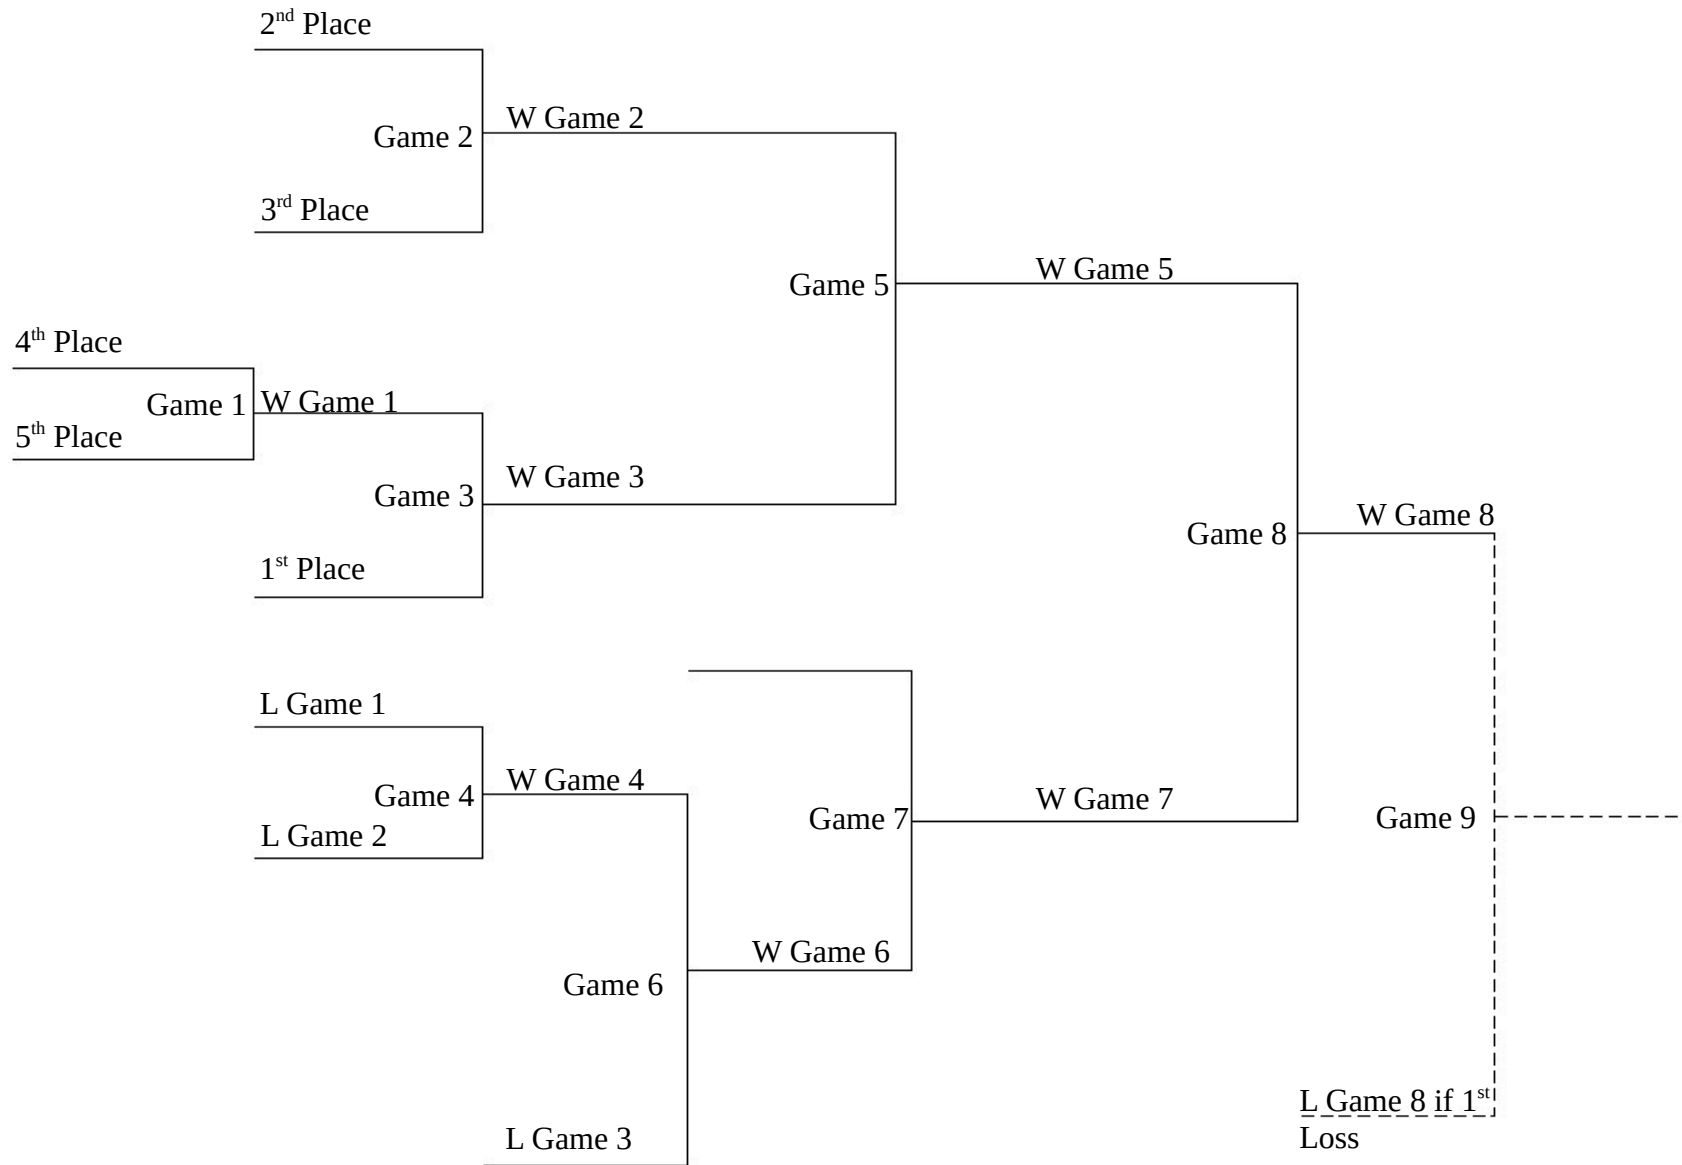 2nd Place
W Game 2
Game 2
3rd Place
W Game 5
Game 5
4th Place
Game 1
W Game 1
5th Place
W Game 3
Game 3
W Game 8
Game 8
1st Place
L Game 1
W Game 4
Game 4
W Game 7
Game 7
Game 9
L Game 2
W Game 6
Game 6
L Game 8 if 1st
Loss
L Game 3